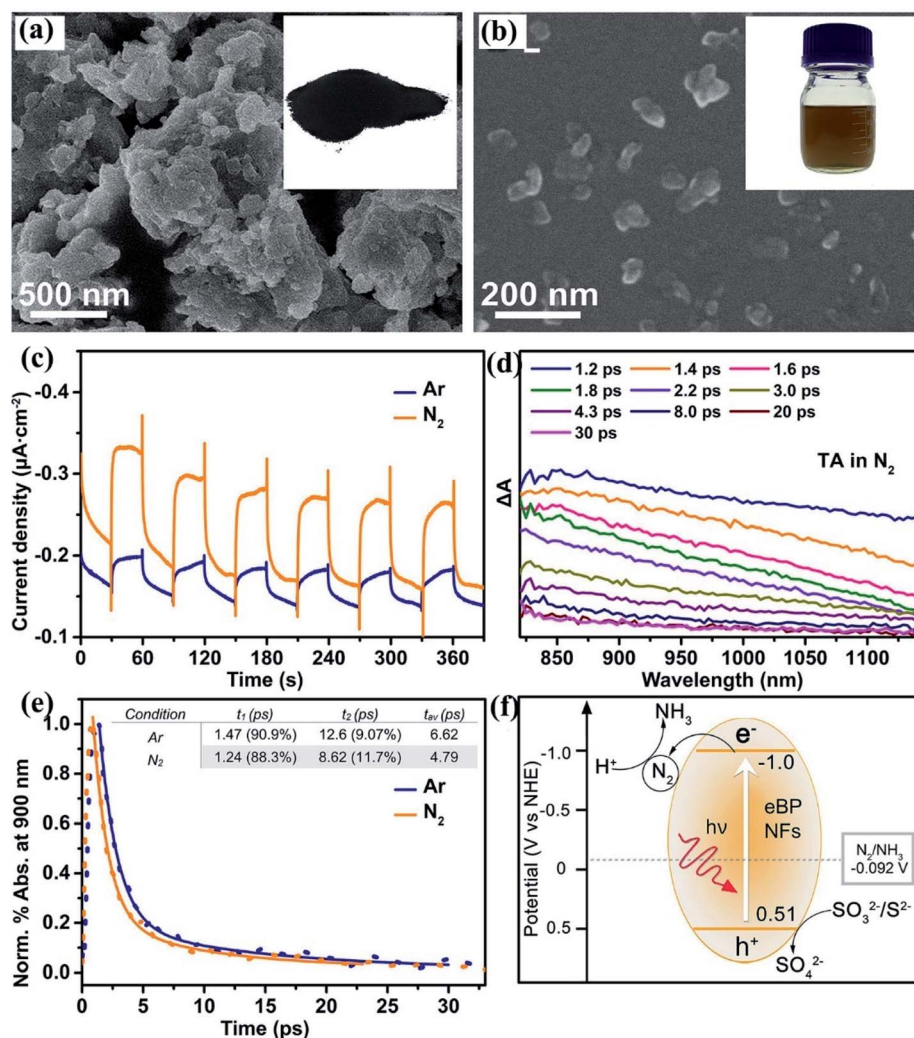 (a)
500 nm
(b)
200 nm
(c)
Ar
N₂
Current density (μA·cm⁻²)
-0.4
-0.3
-0.2
-0.1
0 60 120 180 240 300 360
Time (s)
(d)
1.2 ps 1.4 ps 1.6 ps
1.8 ps 2.2 ps 3.0 ps
4.3 ps 8.0 ps 20 ps
30 ps
TA in N₂
ΔA
850 900 950 1000 1050 1100
Wavelength (nm)
(e)
Condition t₁ (ps) t₂ (ps) tₐᵥ (ps)
Ar 1.47 (90.9%) 12.6 (9.07%) 6.62
N₂ 1.24 (88.3%) 8.62 (11.7%) 4.79
Ar
N₂
Norm. % Abs. at 900 nm
1.0
0.8
0.6
0.4
0.2
0.0
0 5 10 15 20 25 30
Time (ps)
(f)
NH₃
e⁻
H⁺
N₂
-1.0
eBP
NFs
hν
N₂/NH₃
-0.092 V
0.51
SO₃²⁻/S²⁻
h⁺
SO₄²⁻
Potential (V vs NHE)
-1.0
-0.5
0
0.5